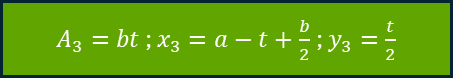 A₃ = bt ; x₃ = a − t + b/2 ; y₃ = t/2